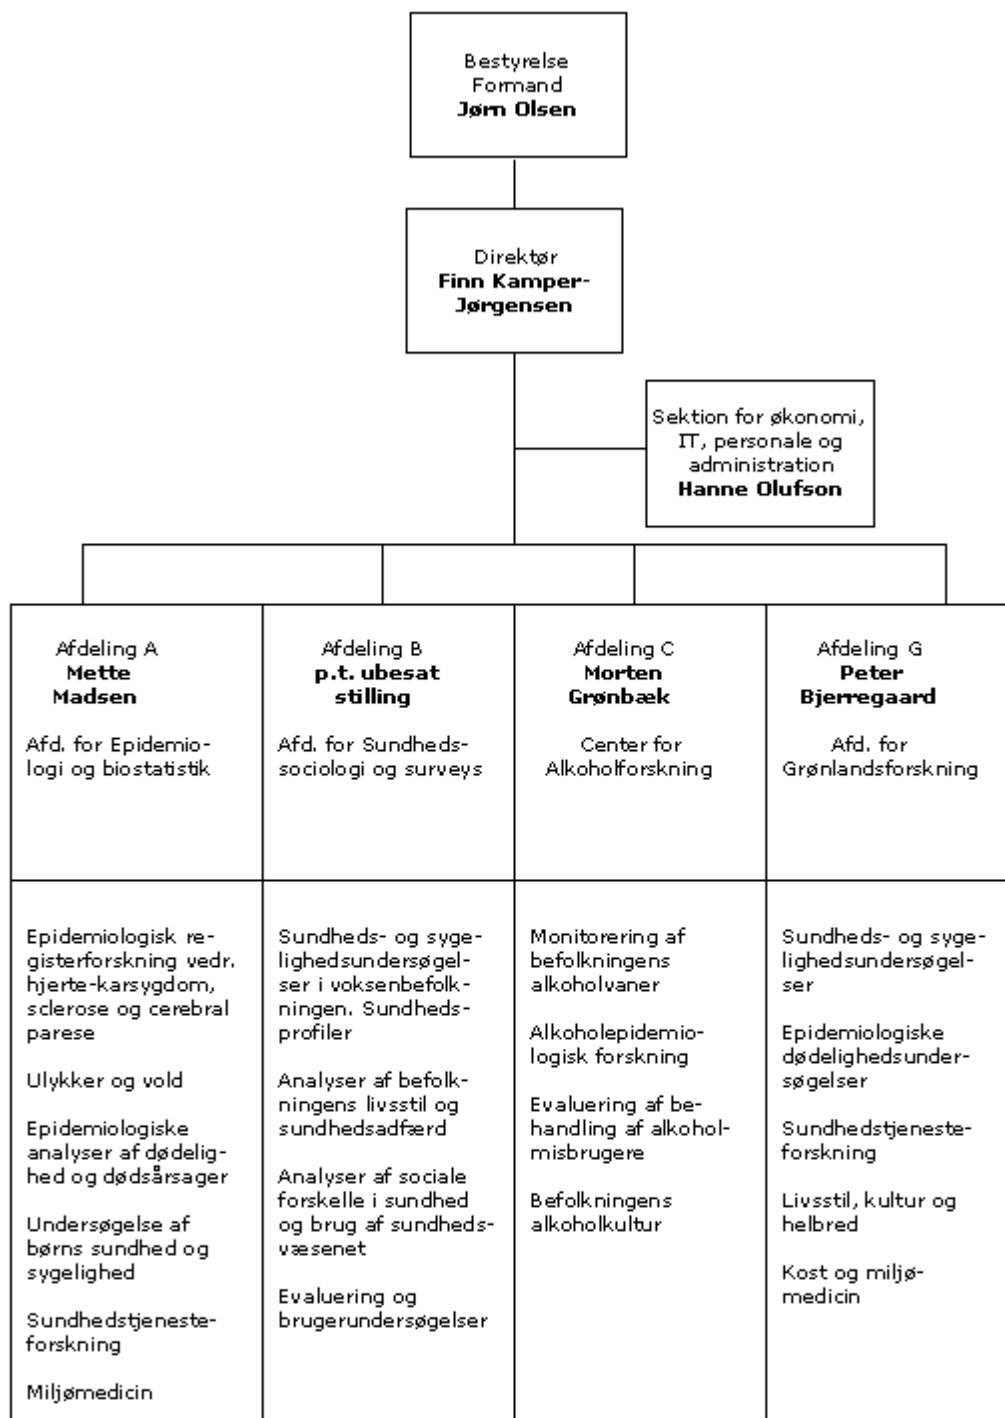 Bestyrelse
Formand
Jørn Olsen
Direktør
Finn Kamper-
Jørgensen
Sektion for økonomi,
IT, personale og
administration
Hanne Olufson
Afdeling A
Mette
Madsen
Afd. for Epidemio-
logi og biostatistik
Afdeling B
p.t. ubesat
stilling
Afd. for Sundheds-
sociologi og surveys
Afdeling C
Morten
Grønbæk
Center for
Alkoholforskning
Afdeling G
Peter
Bjerregaard
Afd. for
Grønlandsforskning
Epidemiologisk re-
gisterforskning vedr.
hjerte-karsygdom,
sclerose og cerebral
parese
Ulykker og vold
Epidemiologiske
analyser af dødelig-
hed og dødsårsager
Undersøgelse af
børns sundhed og
sygelighed
Sundhedstjeneste-
forskning
Miljømedicin
Sundheds- og syge-
lighedsundersøgel-
ser i voksenbefolk-
ningen. Sundheds-
profiler
Analyser af befolk-
ningens livsstil og
sundhedsadfærd
Analyser af sociale
forskelle i sundhed
og brug af sundheds-
væsenet
Evaluering og
brugerundersøgelser
Monitorering af
befolkningens
alkoholvaner
Alkoholepidemio-
logisk forskning
Evaluering af be-
handling af alkohol-
misbrugere
Befolkningens
alkoholkultur
Sundheds- og syge-
lighedsundersøgel-
ser
Epidemiologiske
dødelighedsunder-
søgelser
Sundhedstjeneste-
forskning
Livsstil, kultur og
helbred
Kost og miljø-
medicin